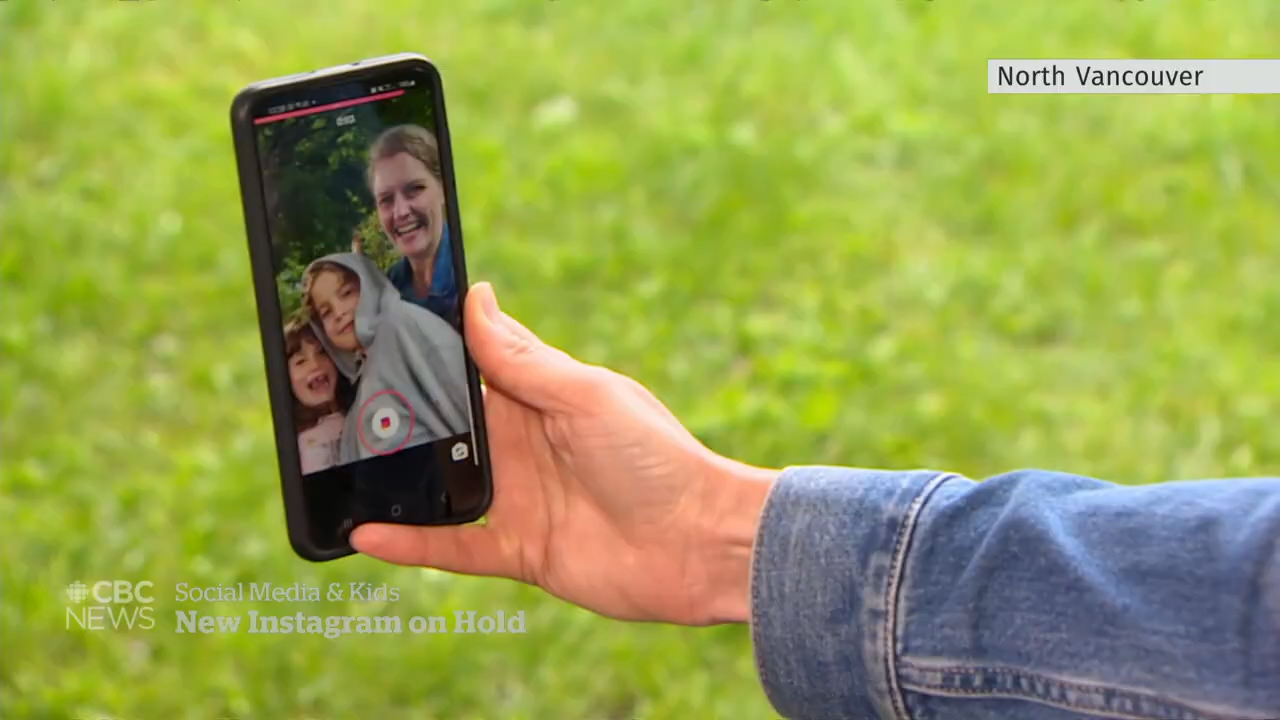 North Vancouver
CBC
NEWS
Social Media & Kids
New Instagram on Hold